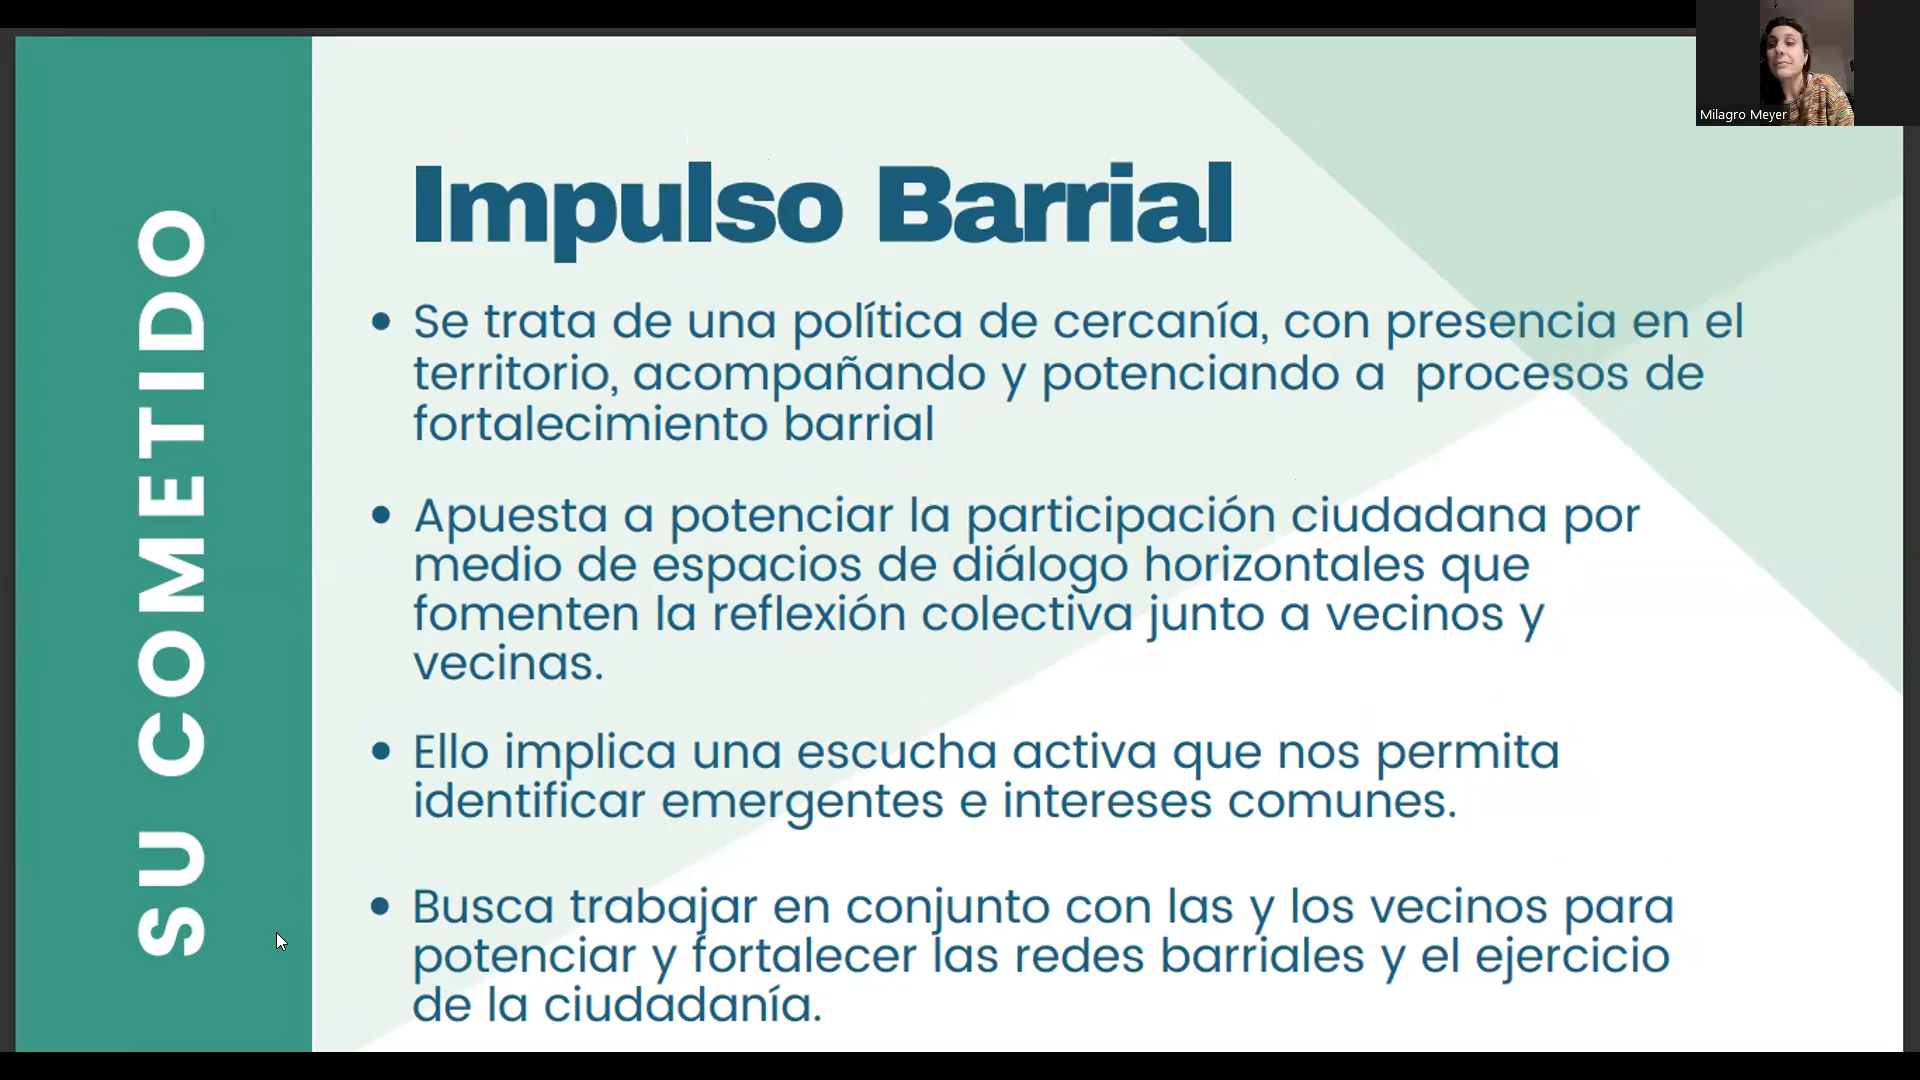 SU COMETIDO
Impulso Barrial
• Se trata de una política de cercanía, con presencia en el
territorio, acompañando y potenciando a  procesos de
fortalecimiento barrial
• Apuesta a potenciar la participación ciudadana por
medio de espacios de diálogo horizontales que
fomenten la reflexión colectiva junto a vecinos y
vecinas.
• Ello implica una escucha activa que nos permita
identificar emergentes e intereses comunes.
• Busca trabajar en conjunto con las y los vecinos para
potenciar y fortalecer las redes barriales y el ejercicio
de la ciudadanía.
Milagro Meyer